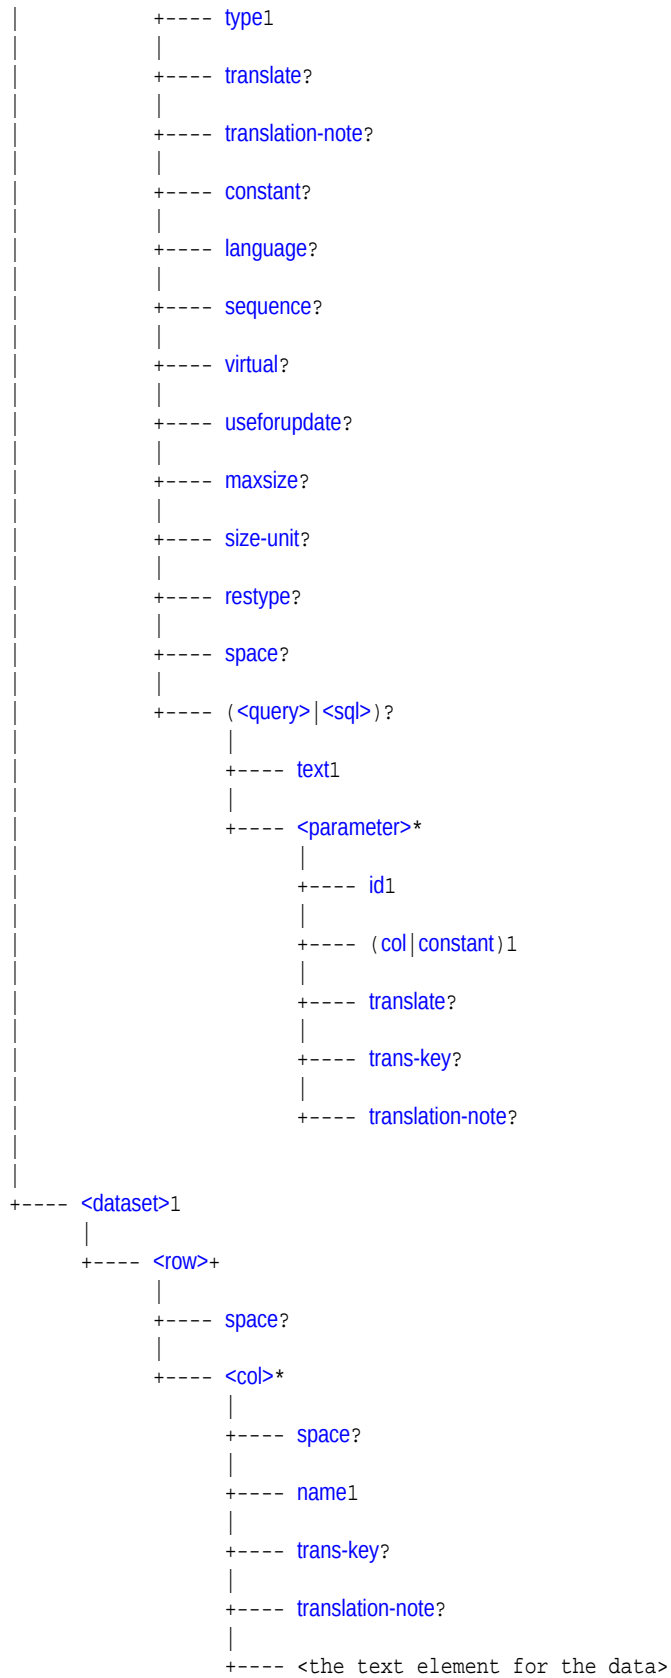 |             +---- type1
|             |
|             +---- translate?
|             |
|             +---- translation-note?
|             |
|             +---- constant?
|             |
|             +---- language?
|             |
|             +---- sequence?
|             |
|             +---- virtual?
|             |
|             +---- useforupdate?
|             |
|             +---- maxsize?
|             |
|             +---- size-unit?
|             |
|             +---- restype?
|             |
|             +---- space?
|             |
|             +---- (<query>|<sql>)?
|                   |
|                   +---- text1
|                   |
|                   +---- <parameter>*
|                         |
|                         +---- id1
|                         |
|                         +---- (col|constant)1
|                         |
|                         +---- translate?
|                         |
|                         +---- trans-key?
|                         |
|                         +---- translation-note?
|
|
+---- <dataset>1
      |
      +---- <row>+
            |
            +---- space?
            |
            +---- <col>*
                  |
                  +---- space?
                  |
                  +---- name1
                  |
                  +---- trans-key?
                  |
                  +---- translation-note?
                  |
                  +---- <the text element for the data>